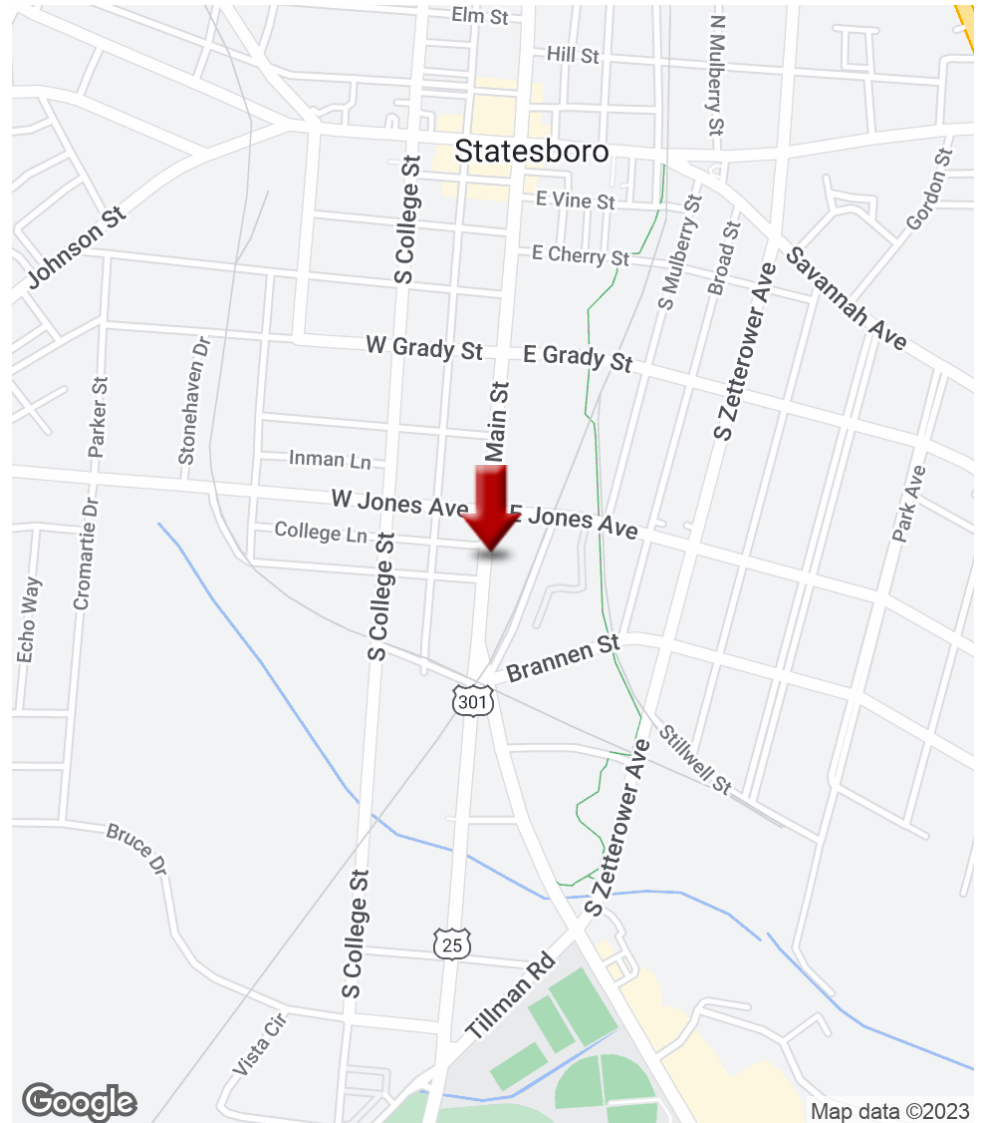 Elm St
N Mulberry St
Hill St
Statesboro
Gordon St
S College St
E Vine St
Johnson St
S Mulberry St
Broad St
E Cherry St
Savannah Ave
S Zetterower Ave
W Grady St
E Grady St
Stonehaven Dr
Parker St
Main St
Inman Ln
Park Ave
W Jones Ave
E Jones Ave
College Ln
Cromartie Dr
S College St
Echo Way
Brannen St
301
Stillwell St
S Zetterower Ave
Bruce Dr
S College St
25
Tillman Rd
Vista Cir
Google
Map data ©2023